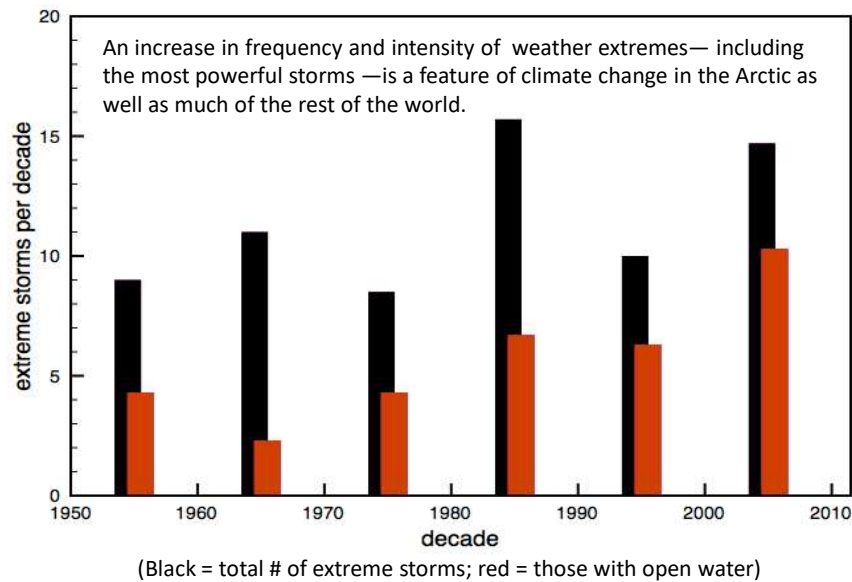 20
An increase in frequency and intensity of  weather extremes— including
the most powerful storms —is a feature of climate change in the Arctic as
well as much of the rest of the world.
15
10
5
0
extreme storms per decade
1950 1960 1970 1980 1990 2000 2010
decade
(Black = total # of extreme storms; red = those with open water)